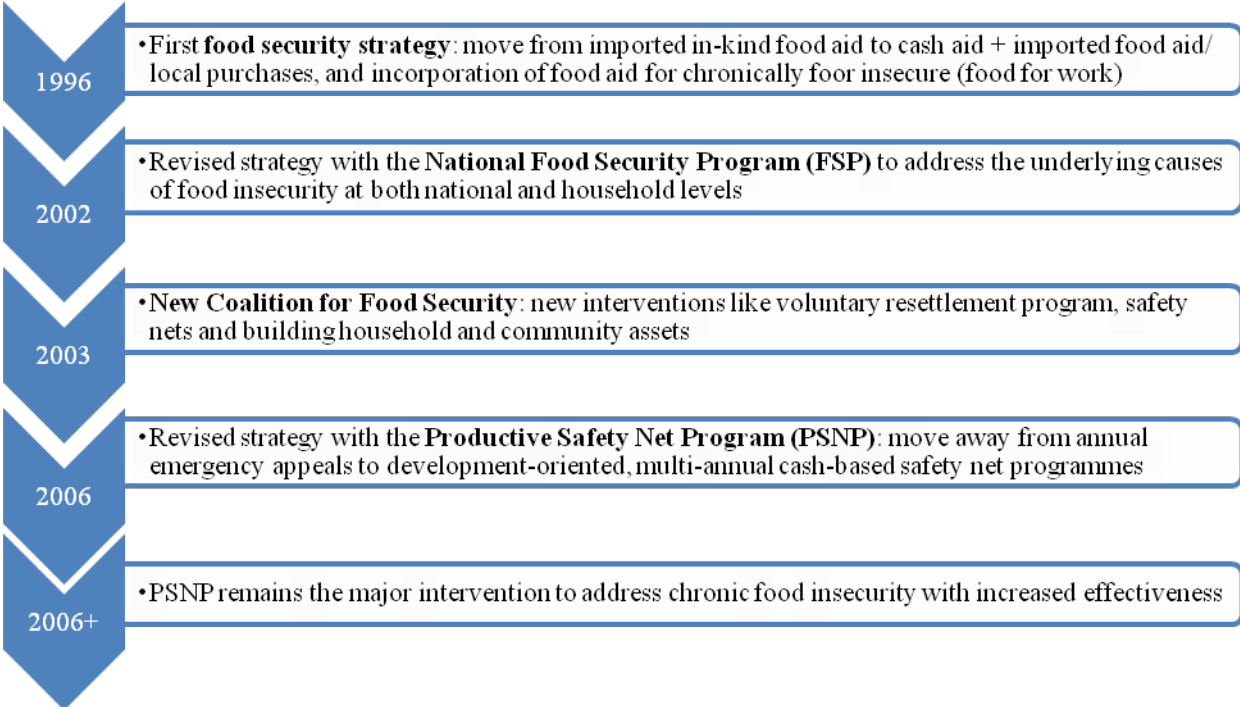 1996
•First food security strategy: move from imported in-kind food aid to cash aid + imported food aid/
local purchases, and incorporation of food aid for chronically foor insecure (food for work)
2002
•Revised strategy with the National Food Security Program (FSP) to address the underlying causes
of food insecurity at both national and household levels
2003
•New Coalition for Food Security: new interventions like voluntary resettlement program, safety
nets and building household and community assets
2006
•Revised strategy with the Productive Safety Net Program (PSNP): move away from annual
emergency appeals to development-oriented, multi-annual cash-based safety net programmes
2006+
•PSNP remains the major intervention to address chronic food insecurity with increased effectiveness